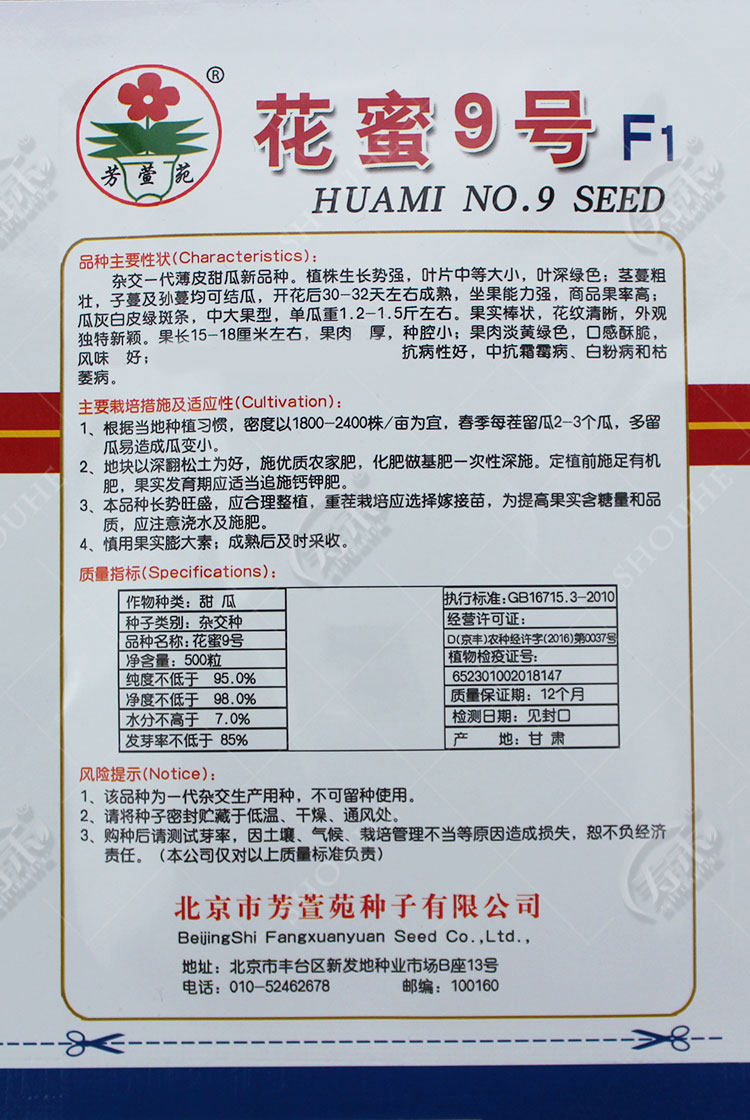 ®
芳萱苑
花蜜9号 F1
HUAMI NO.9 SEED
品种主要性状(Characteristics)：
杂交一代薄皮甜瓜新品种。植株生长势强，叶片中等大小，叶深绿色；茎蔓粗
壮，子蔓及孙蔓均可结瓜，开花后30-32天左右成熟，坐果能力强，商品果率高；
瓜灰白皮绿斑条，中大果型，单瓜重1.2-1.5斤左右。果实棒状，花纹清晰，外观
独特新颖。果长15-18厘米左右，果肉 厚，种腔小；果肉淡黄绿色，口感酥脆，
风味 好； 抗病性好，中抗霜霉病、白粉病和枯
萎病。
主要栽培措施及适应性(Cultivation)：
1、根据当地种植习惯，密度以1800-2400株/亩为宜，春季每茬留瓜2-3个瓜，多留
瓜易造成瓜变小。
2、地块以深翻松土为好，施优质农家肥，化肥做基肥一次性深施。定植前施足有机
肥，果实发育期应适当追施钙钾肥。
3、本品种长势旺盛，应合理整植，重茬栽培应选择嫁接苗，为提高果实含糖量和品
质，应注意浇水及施肥。
4、慎用果实膨大素；成熟后及时采收。
质量指标(Specifications)：
作物种类：甜 瓜
种子类别：杂交种
品种名称：花蜜9号
净含量：500粒
纯度不低于 95.0%
净度不低于 98.0%
水分不高于 7.0%
发芽率不低于 85%
执行标准：GB16715.3-2010
经营许可证：
D(京丰)农种经许字(2016)第0037号
植物检疫证号：
652301002018147
质量保证期：12个月
检测日期：见封口
产 地：甘 肃
风险提示(Notice)：
1、该品种为一代杂交生产用种，不可留种使用。
2、请将种子密封贮藏于低温、干燥、通风处。
3、购种后请测试芽率，因土壤、气候、栽培管理不当等原因造成损失，恕不负经济
责任。（本公司仅对以上质量标准负责）
北京市芳萱苑种子有限公司
BeijingShi Fangxuanyuan Seed Co.,Ltd.,
地址：北京市丰台区新发地种业市场B座13号
电话：010-52462678 邮编：100160
SHOUHE